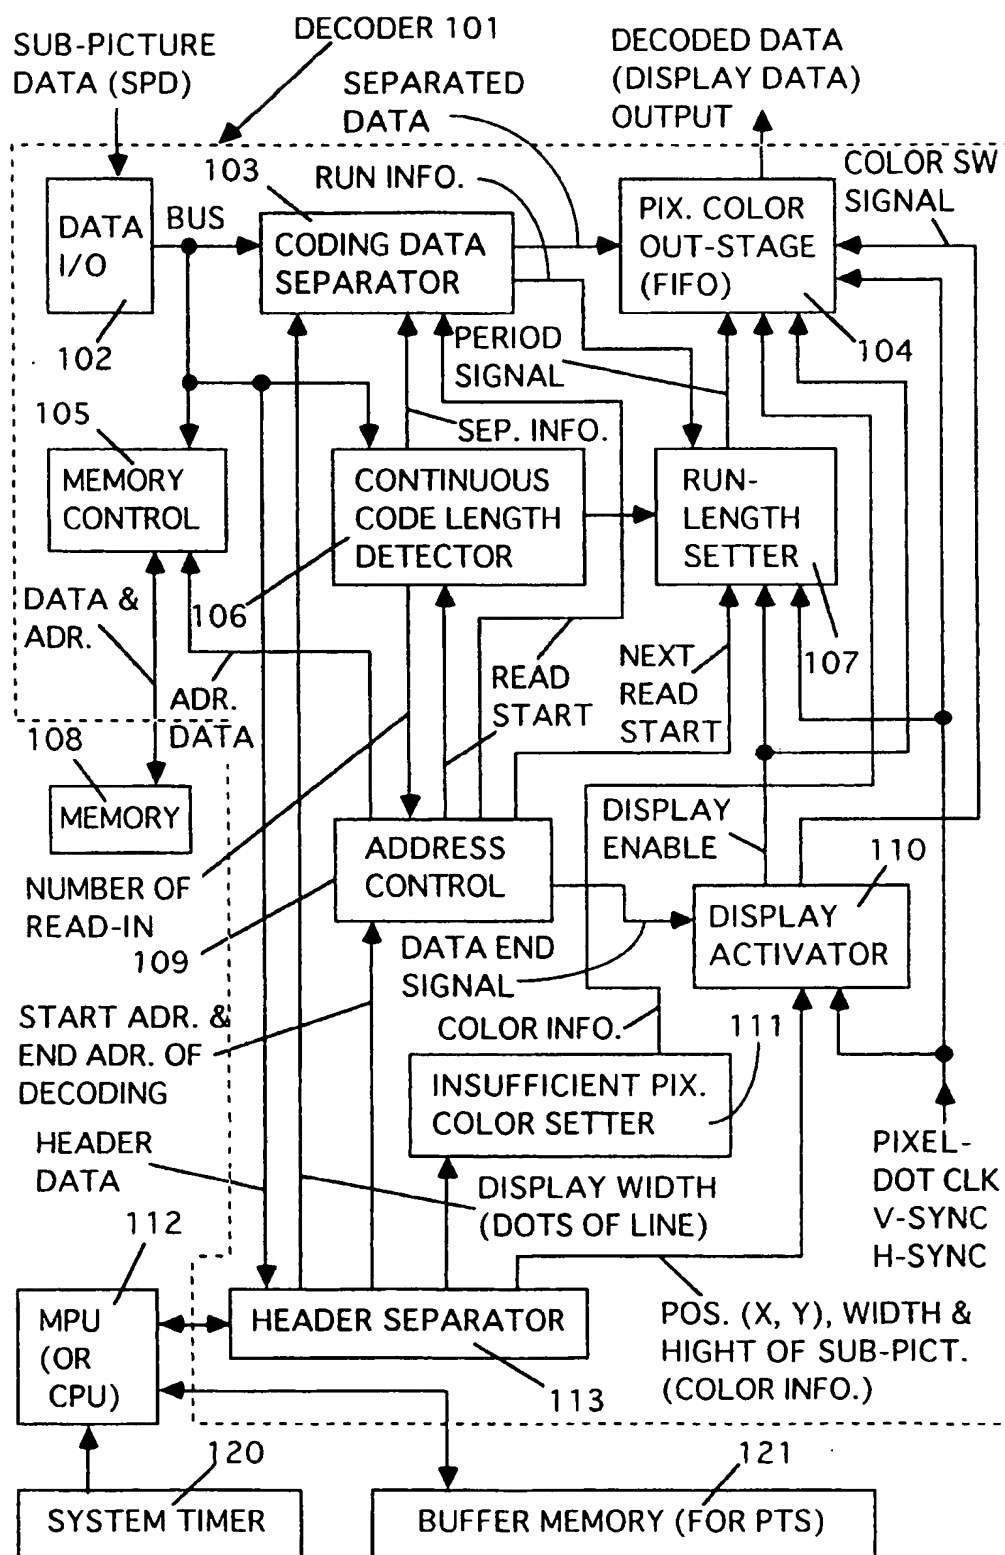 DECODER 101
SUB-PICTURE
DATA (SPD)
SEPARATED
DATA
DECODED DATA
(DISPLAY DATA)
OUTPUT
103
RUN INFO.
COLOR SW
SIGNAL
DATA
I/O
BUS
CODING DATA
SEPARATOR
PIX. COLOR
OUT-STAGE
(FIFO)
102
PERIOD
SIGNAL
104
105
SEP. INFO.
MEMORY
CONTROL
CONTINUOUS
CODE LENGTH
DETECTOR
RUN-
LENGTH
SETTER
DATA &
ADR.
106
107
ADR.
DATA
READ
START
NEXT
READ
START
108
MEMORY
DISPLAY
ENABLE
NUMBER OF
READ-IN
ADDRESS
CONTROL
110
109
DISPLAY
ACTIVATOR
DATA END
SIGNAL
START ADR. &
END ADR. OF
DECODING
COLOR INFO.
111
INSUFFICIENT PIX.
COLOR SETTER
HEADER
DATA
DISPLAY WIDTH
(DOTS OF LINE)
PIXEL-
DOT CLK
V-SYNC
H-SYNC
112
MPU
(OR
CPU)
HEADER SEPARATOR
113
POS. (X, Y), WIDTH &
HIGHT OF SUB-PICT.
(COLOR INFO.)
120
121
SYSTEM TIMER
BUFFER MEMORY (FOR PTS)